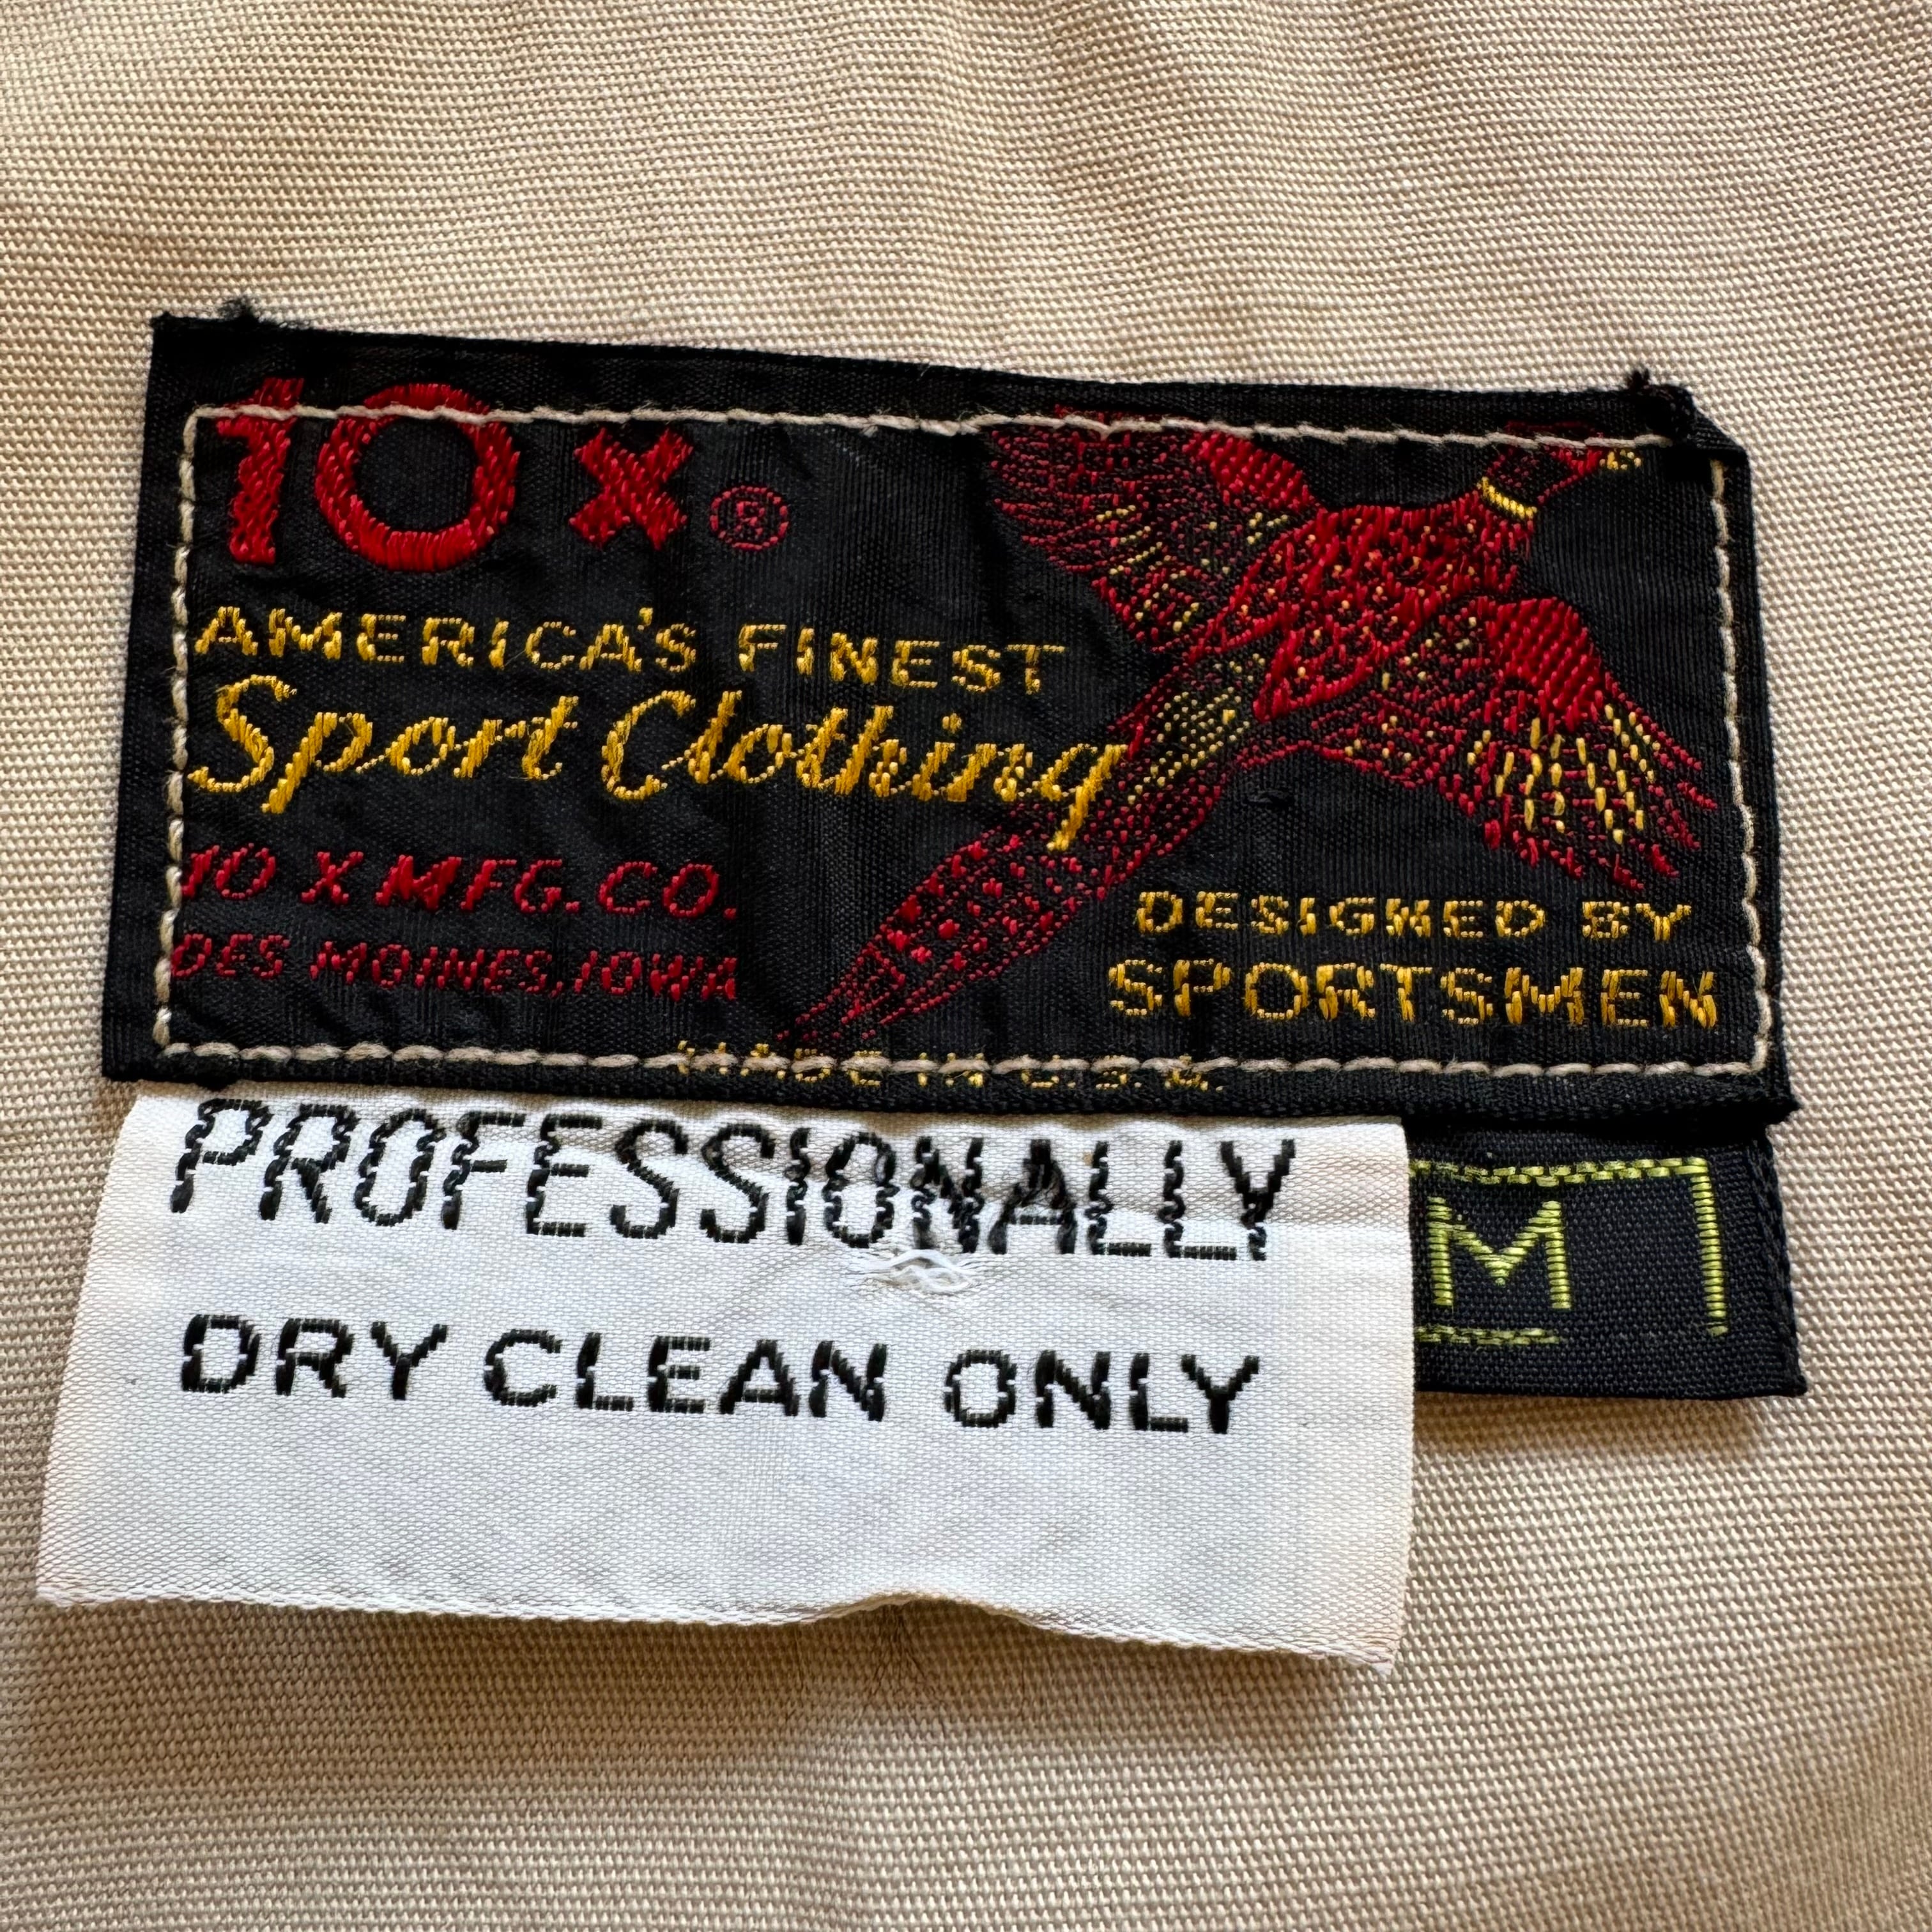 10 X ®
AMERICA'S FINEST
Sport Clothing
10 X MFG. CO.
DES MOINES, IOWA
DESIGNED BY
SPORTSMEN
MADE IN U.S.A.
PROFESSIONALLY
DRY CLEAN ONLY
M